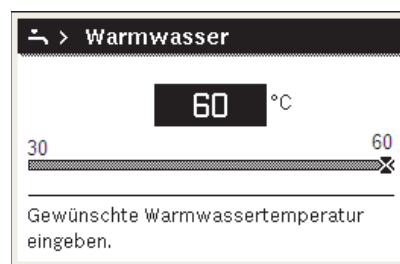 > Warmwasser
60 °C
30 60
Gewünschte Warmwassertemperatur
eingeben.